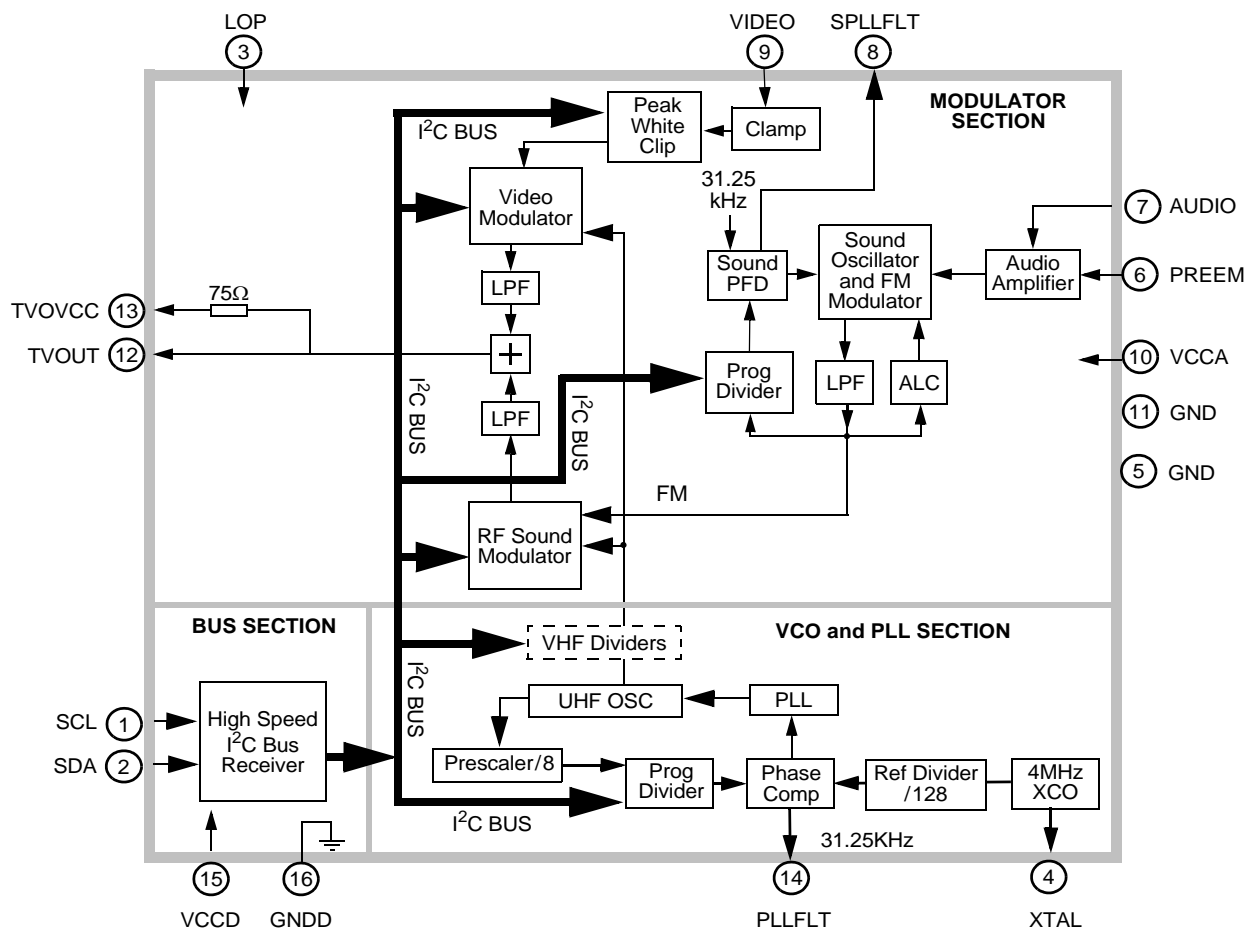 LOP
3
VIDEO
9
SPLLFLT
8
MODULATOR
SECTION
I²C BUS
Peak
White
Clip
Clamp
Video
Modulator
31.25
kHz
Sound
PFD
Sound
Oscillator
and FM
Modulator
Audio
Amplifier
7 AUDIO
6 PREEM
LPF
TVOVCC 13
75Ω
TVOUT 12
+
10 VCCA
Prog
Divider
LPF
ALC
11 GND
I²C BUS
LPF
I²C BUS
5 GND
FM
RF Sound
Modulator
BUS SECTION
VCO and PLL SECTION
VHF Dividers
I²C BUS
UHF OSC
PLL
SCL 1
SDA 2
High Speed
I²C Bus
Receiver
Prescaler/8
Prog
Divider
Phase
Comp
Ref Divider
/128
4MHz
XCO
I²C BUS
31.25KHz
15
VCCD
16
GNDD
14
PLLFLT
4
XTAL